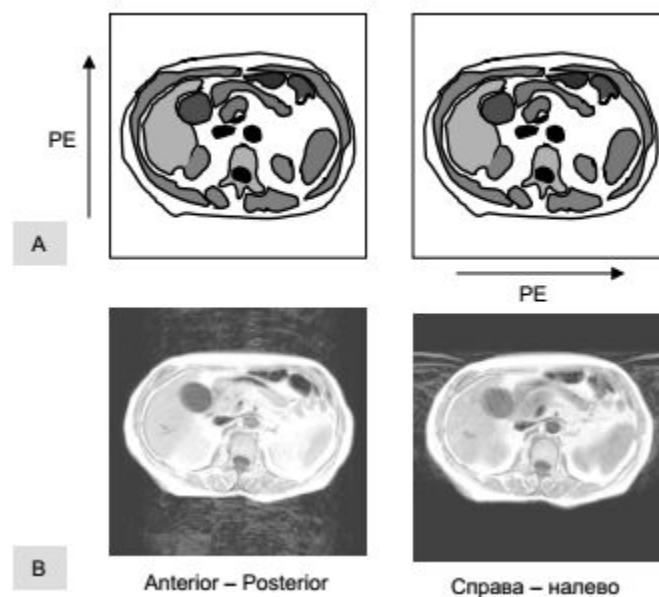 PE
A
PE
B
Anterior – Posterior
Справа – налево